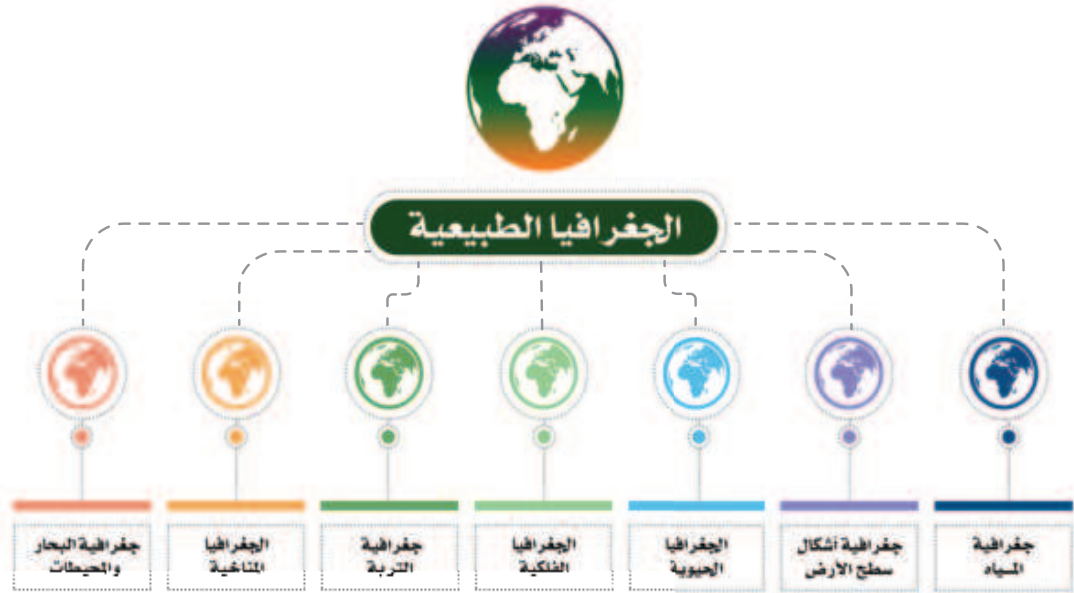 الجغرافيا الطبيعية
جغرافية
المياه
جغرافية أشكال
سطح الأرض
الجغرافيا
الحيوية
الجغرافيا
الفلكية
جغرافية
التربة
الجغرافيا
المناخية
جغرافية البحار
والمحيطات